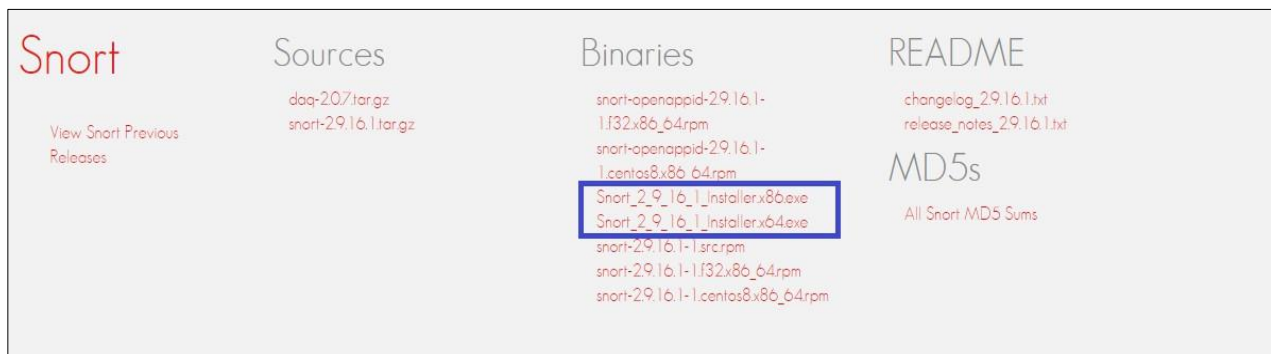 Snort
View Snort Previous
Releases
Sources
daq-2.0.7.tar.gz
snort-2.9.16.1.tar.gz
Binaries
snort-openappid-2.9.16.1-
1.f32.x86_64.rpm
snort-openappid-2.9.16.1-
1.centos8.x86_64.rpm
Snort_2_9_16_1_Installer.x86.exe
Snort_2_9_16_1_Installer.x64.exe
snort-2.9.16.1-1.src.rpm
snort-2.9.16.1-1.f32.x86_64.rpm
snort-2.9.16.1-1.centos8.x86_64.rpm
README
changelog_2.9.16.1.txt
release_notes_2.9.16.1.txt
MD5s
All Snort MD5 Sums